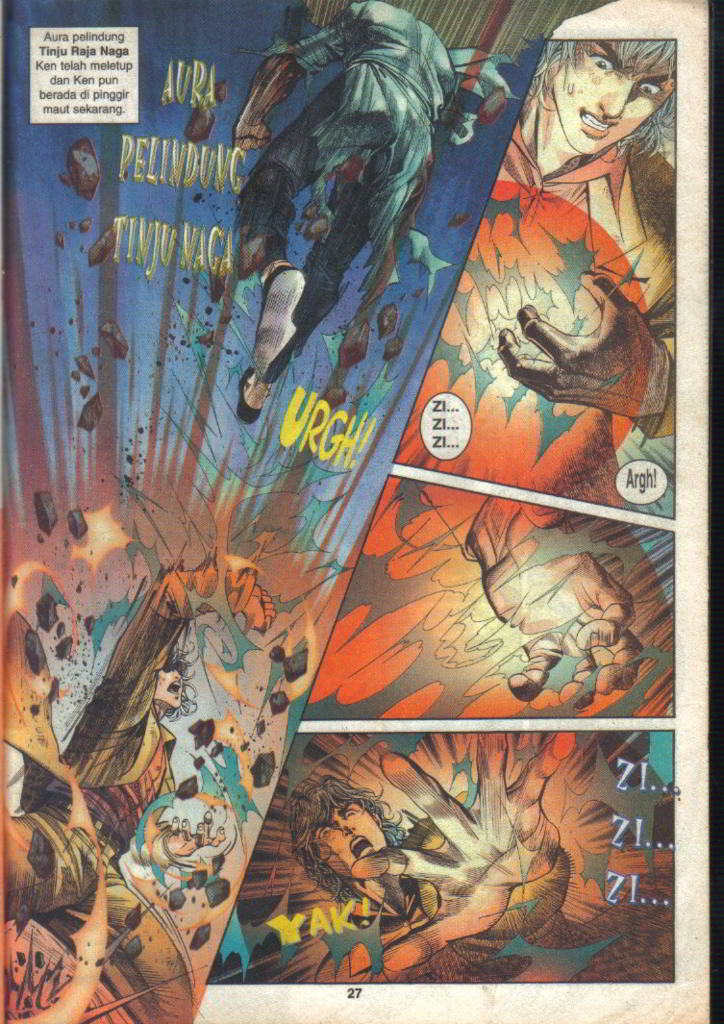 Aura pelindung
Tinju Raja Naga
Ken telah meletup
dan Ken pun
berada di pinggir
maut sekarang.
AURA
PELINDUNG
TINJU NAGA
URGH!
ZI...
ZI...
ZI...
Argh!
ZI...
ZI...
ZI...
YAK!
27